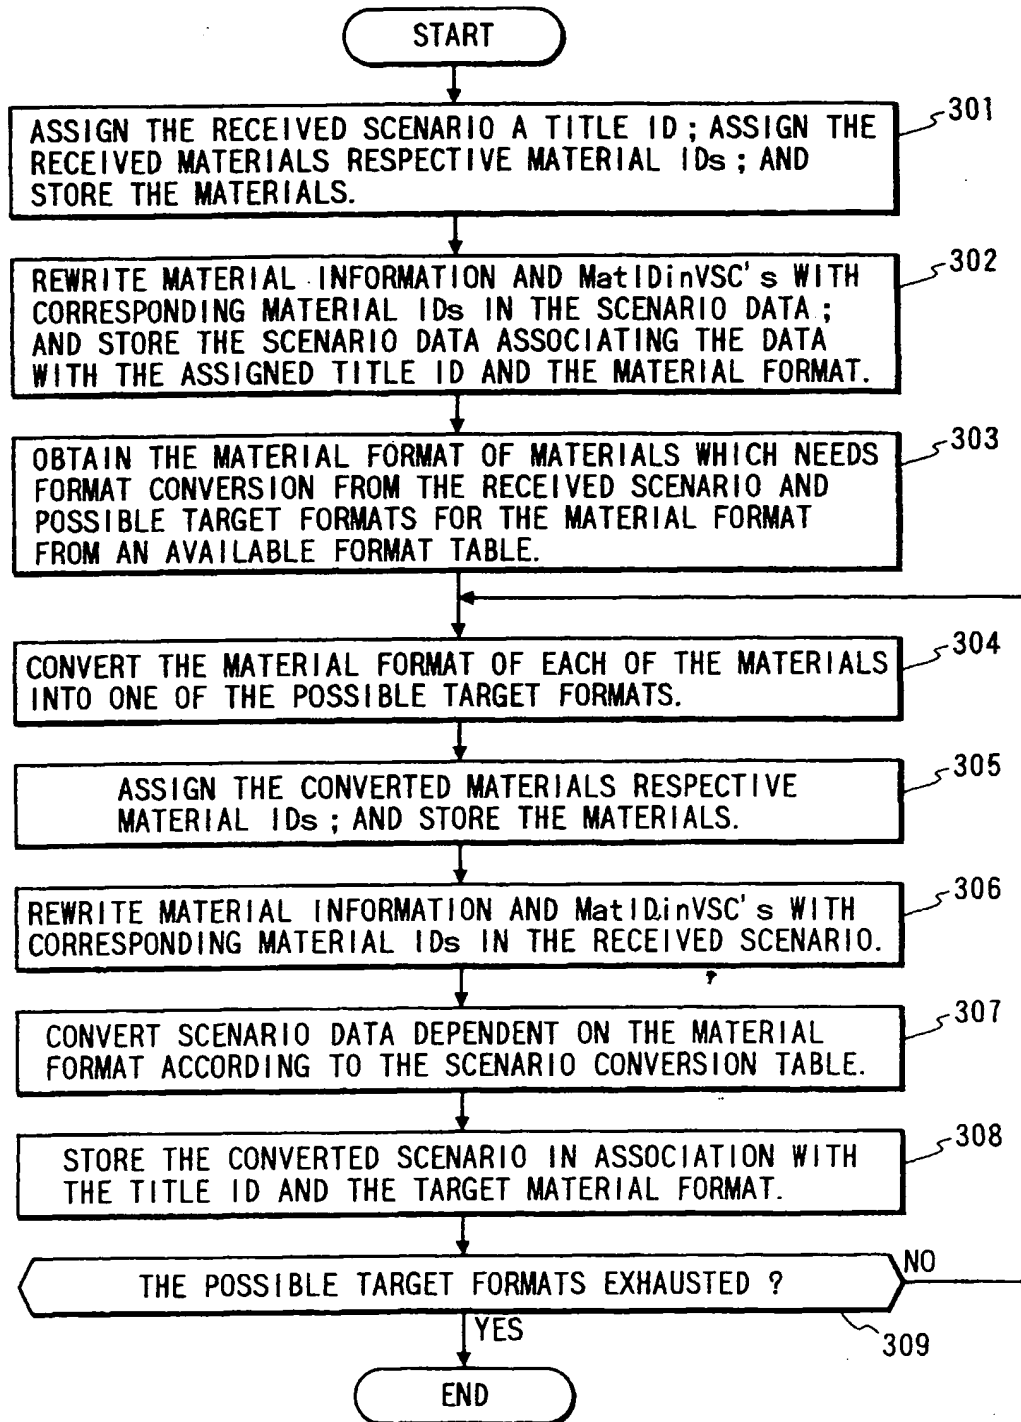 START
301
ASSIGN THE RECEIVED SCENARIO A TITLE ID; ASSIGN THE
RECEIVED MATERIALS RESPECTIVE MATERIAL IDs; AND
STORE THE MATERIALS.
302
REWRITE MATERIAL INFORMATION AND MatIDinVSC's WITH
CORRESPONDING MATERIAL IDs IN THE SCENARIO DATA;
AND STORE THE SCENARIO DATA ASSOCIATING THE DATA
WITH THE ASSIGNED TITLE ID AND THE MATERIAL FORMAT.
303
OBTAIN THE MATERIAL FORMAT OF MATERIALS WHICH NEEDS
FORMAT CONVERSION FROM THE RECEIVED SCENARIO AND
POSSIBLE TARGET FORMATS FOR THE MATERIAL FORMAT
FROM AN AVAILABLE FORMAT TABLE.
304
CONVERT THE MATERIAL FORMAT OF EACH OF THE MATERIALS
INTO ONE OF THE POSSIBLE TARGET FORMATS.
305
ASSIGN THE CONVERTED MATERIALS RESPECTIVE
MATERIAL IDs; AND STORE THE MATERIALS.
306
REWRITE MATERIAL INFORMATION AND MatIDinVSC's WITH
CORRESPONDING MATERIAL IDs IN THE RECEIVED SCENARIO.
307
CONVERT SCENARIO DATA DEPENDENT ON THE MATERIAL
FORMAT ACCORDING TO THE SCENARIO CONVERSION TABLE.
308
STORE THE CONVERTED SCENARIO IN ASSOCIATION WITH
THE TITLE ID AND THE TARGET MATERIAL FORMAT.
THE POSSIBLE TARGET FORMATS EXHAUSTED ?
NO
YES
309
END